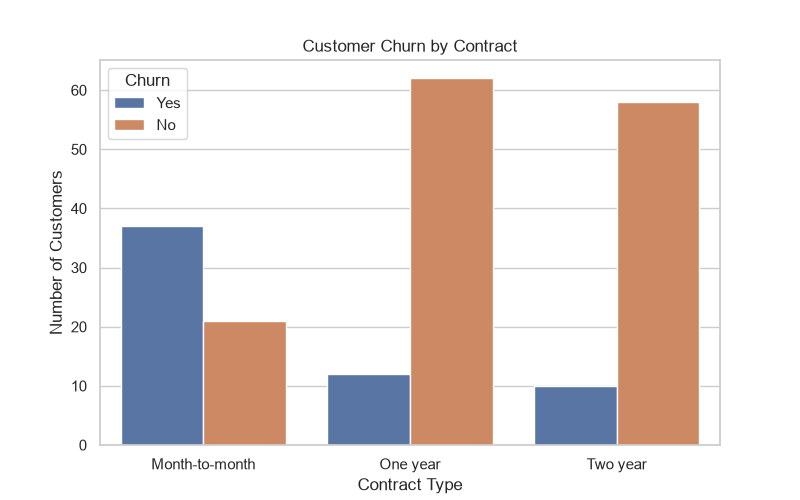 Customer Churn by Contract
Churn
Yes
No
60
50
40
30
20
10
0
Number of Customers
Month-to-month
One year
Two year
Contract Type